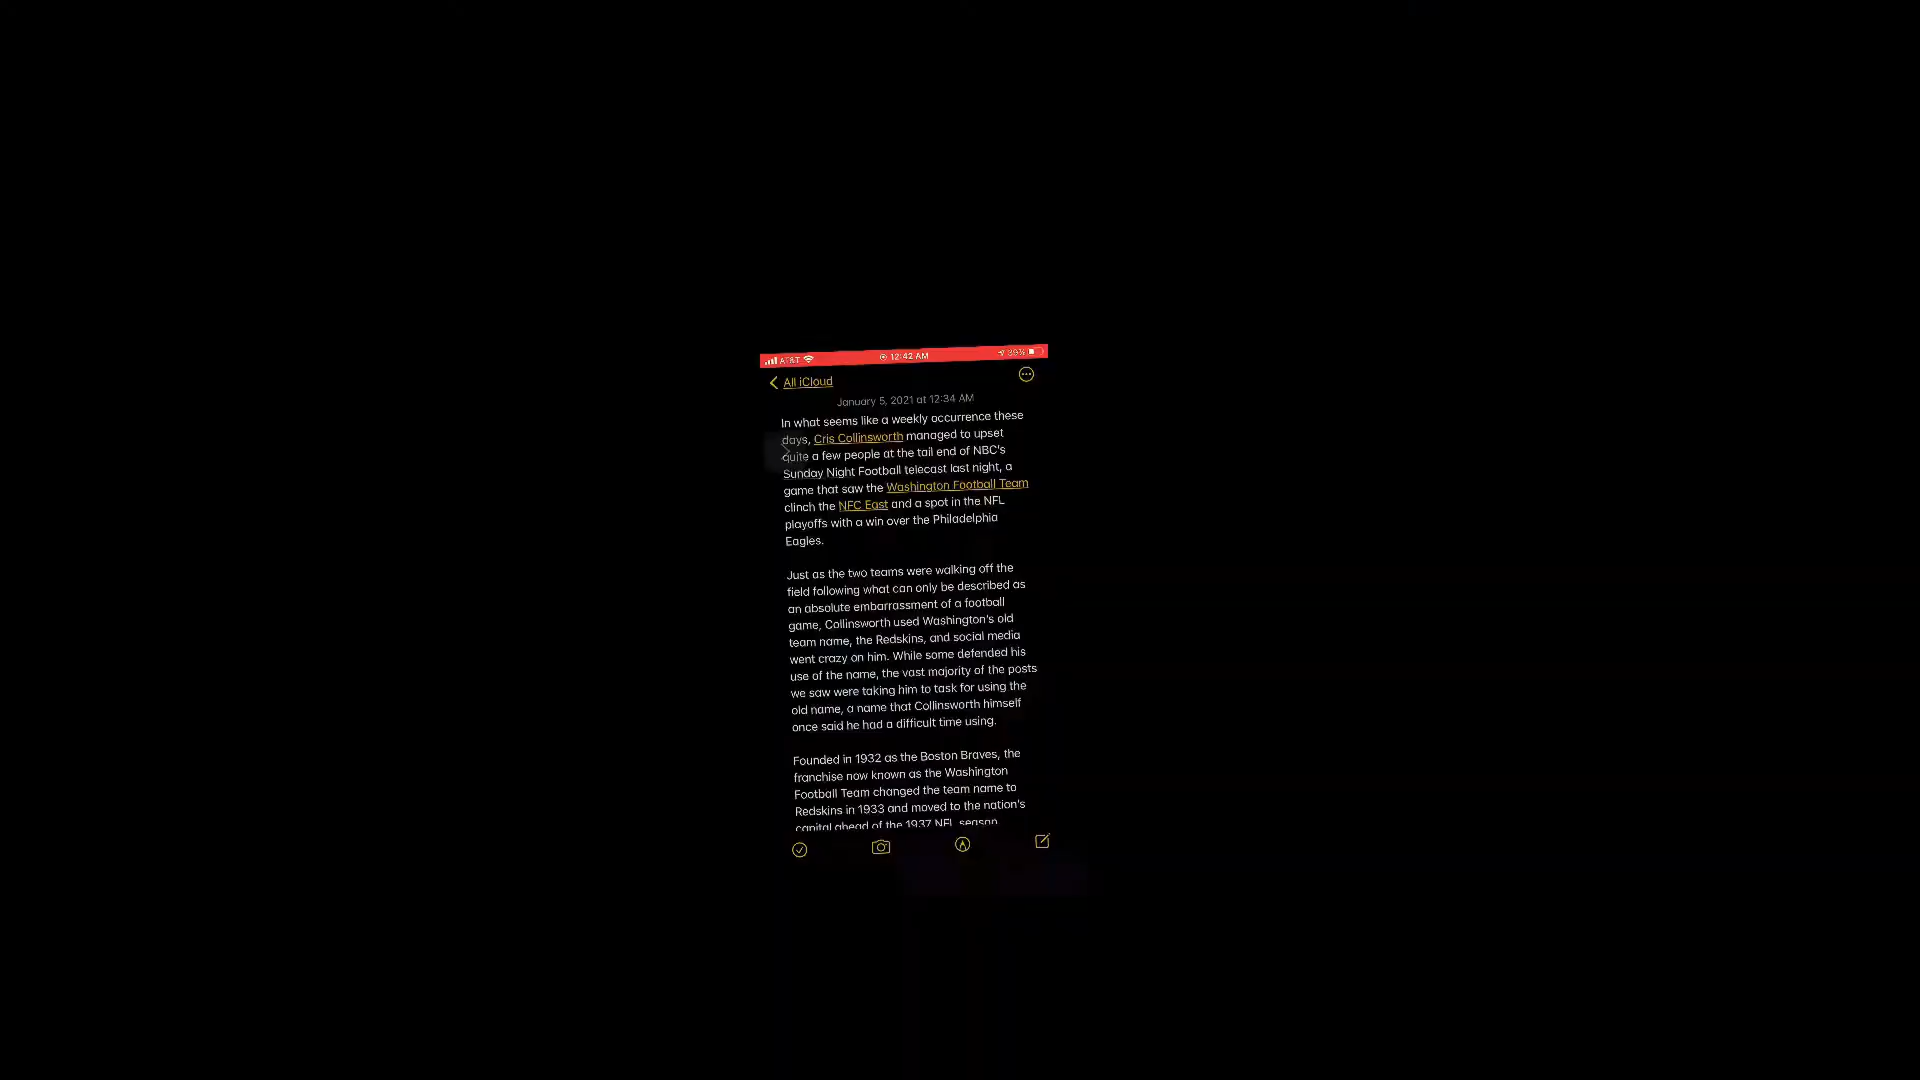 AT&T 12:42 AM 39%
All iCloud
January 5, 2021 at 12:34 AM
In what seems like a weekly occurrence these
days, Cris Collinsworth managed to upset
quite a few people at the tail end of NBC's
Sunday Night Football telecast last night, a
game that saw the Washington Football Team
clinch the NFC East and a spot in the NFL
playoffs with a win over the Philadelphia
Eagles.
Just as the two teams were walking off the
field following what can only be described as
an absolute embarrassment of a football
game, Collinsworth used Washington's old
team name, the Redskins, and social media
went crazy on him. While some defended his
use of the name, the vast majority of the posts
we saw were taking him to task for using the
old name, a name that Collinsworth himself
once said he had a difficult time using.
Founded in 1932 as the Boston Braves, the
franchise now known as the Washington
Football Team changed the team name to
Redskins in 1933 and moved to the nation's
capital ahead of the 1937 NFL season.